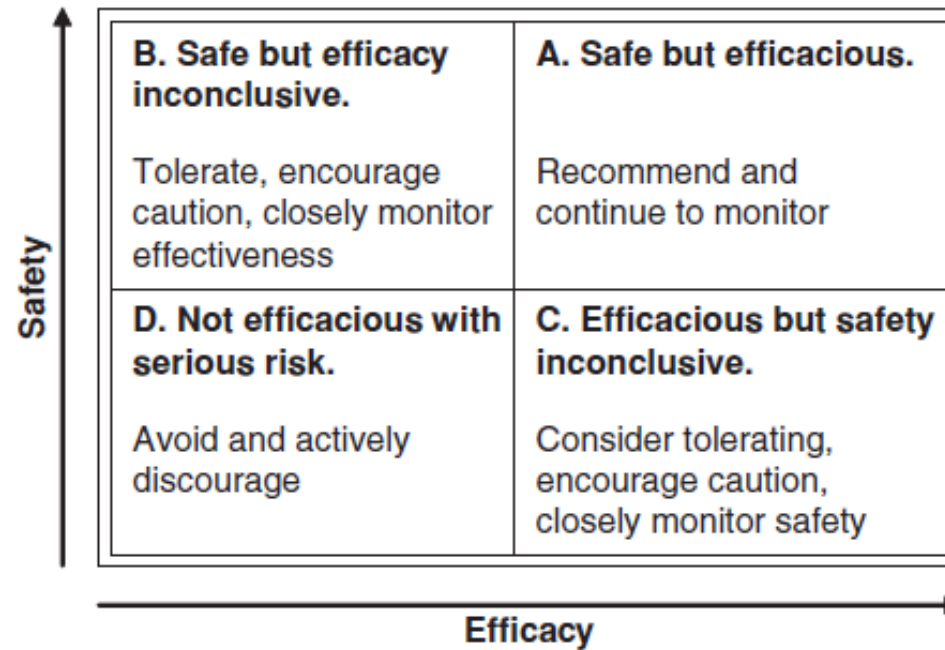 B. Safe but efficacy
inconclusive.
Tolerate, encourage
caution, closely monitor
effectiveness
A. Safe but efficacious.
Recommend and
continue to monitor
Safety
D. Not efficacious with
serious risk.
Avoid and actively
discourage
C. Efficacious but safety
inconclusive.
Consider tolerating,
encourage caution,
closely monitor safety
Efficacy